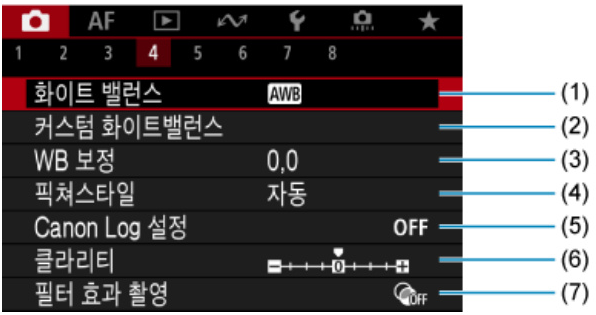 AF
1 2 3 4 5 6 7 8
화이트 밸런스 AWB (1)
커스텀 화이트밸런스 (2)
WB 보정 0,0 (3)
픽쳐스타일 자동 (4)
Canon Log 설정 OFF (5)
클라리티 0 (6)
필터 효과 촬영 OFF (7)